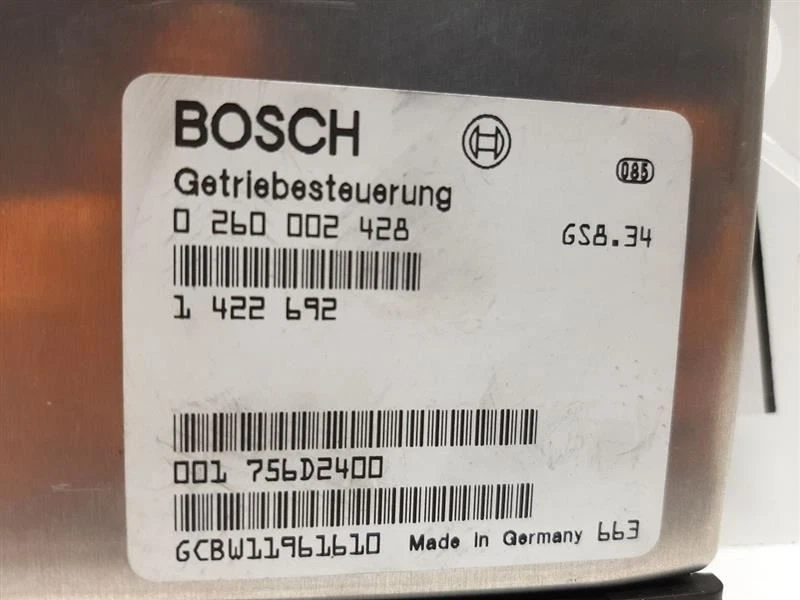 BOSCH
085
Getriebesteuerung
0 260 002 428 GS8.34
1 422 692
001 756D2400
GCBW11961610 Made in Germany 663